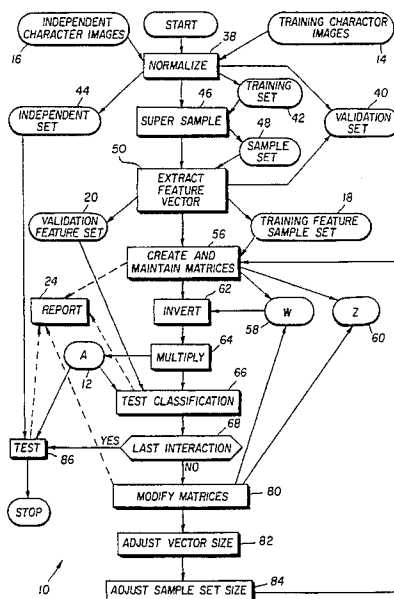 INDEPENDENT
CHARACTER IMAGES
16
START
38
TRAINING CHARACTOR
IMAGES
14
NORMALIZE
44
46
TRAINING
SET
42
40
INDEPENDENT
SET
SUPER SAMPLE
48
VALIDATION
SET
50
SAMPLE
SET
EXTRACT
FEATURE
VECTOR
20
18
VALIDATION
FEATURE SET
TRAINING FEATURE
SAMPLE SET
56
24
CREATE AND
MAINTAIN MATRICES
62
REPORT
INVERT
W
58
Z
60
64
A
12
MULTIPLY
66
TEST CLASSIFICATION
68
YES
LAST INTERACTION
TEST
86
NO
STOP
MODIFY MATRICES
80
ADJUST VECTOR SIZE
82
10
84
ADJUST SAMPLE SET SIZE